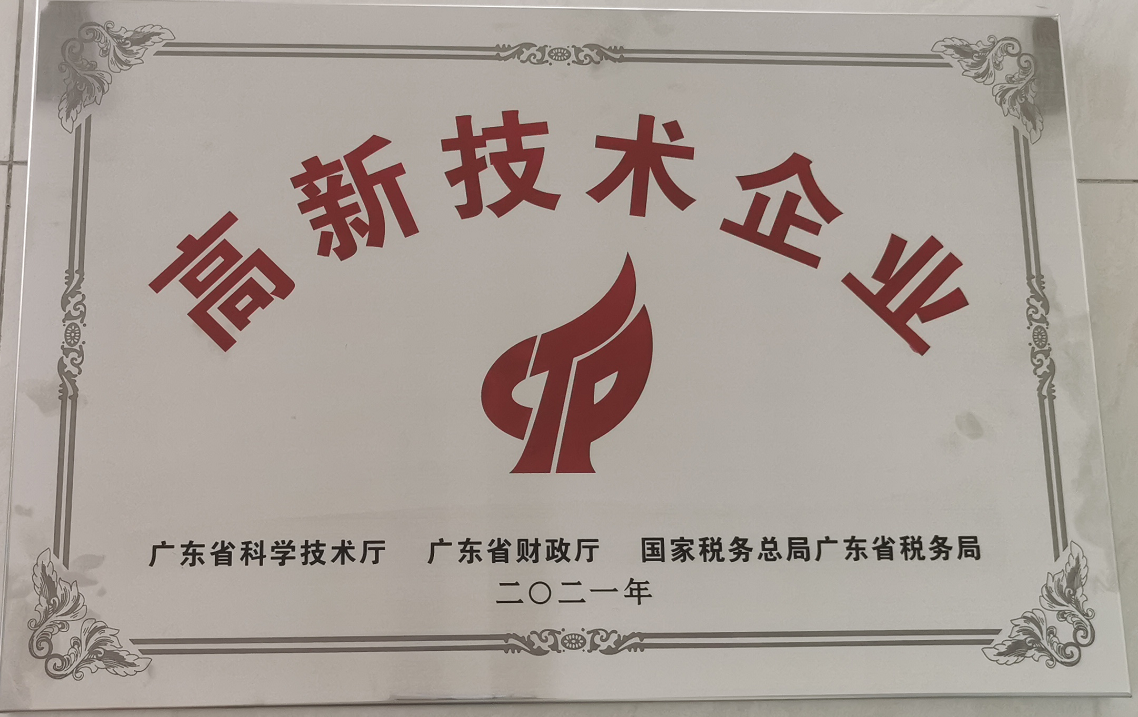 高新技术企业
广东省科学技术厅 广东省财政厅 国家税务总局广东省税务局
二〇二一年